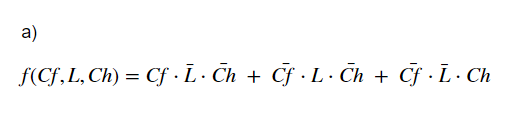 a)
f(Cf, L, Ch) = Cf · L̄ · C̄h + C̄f · L · C̄h + C̄f · L̄ · Ch